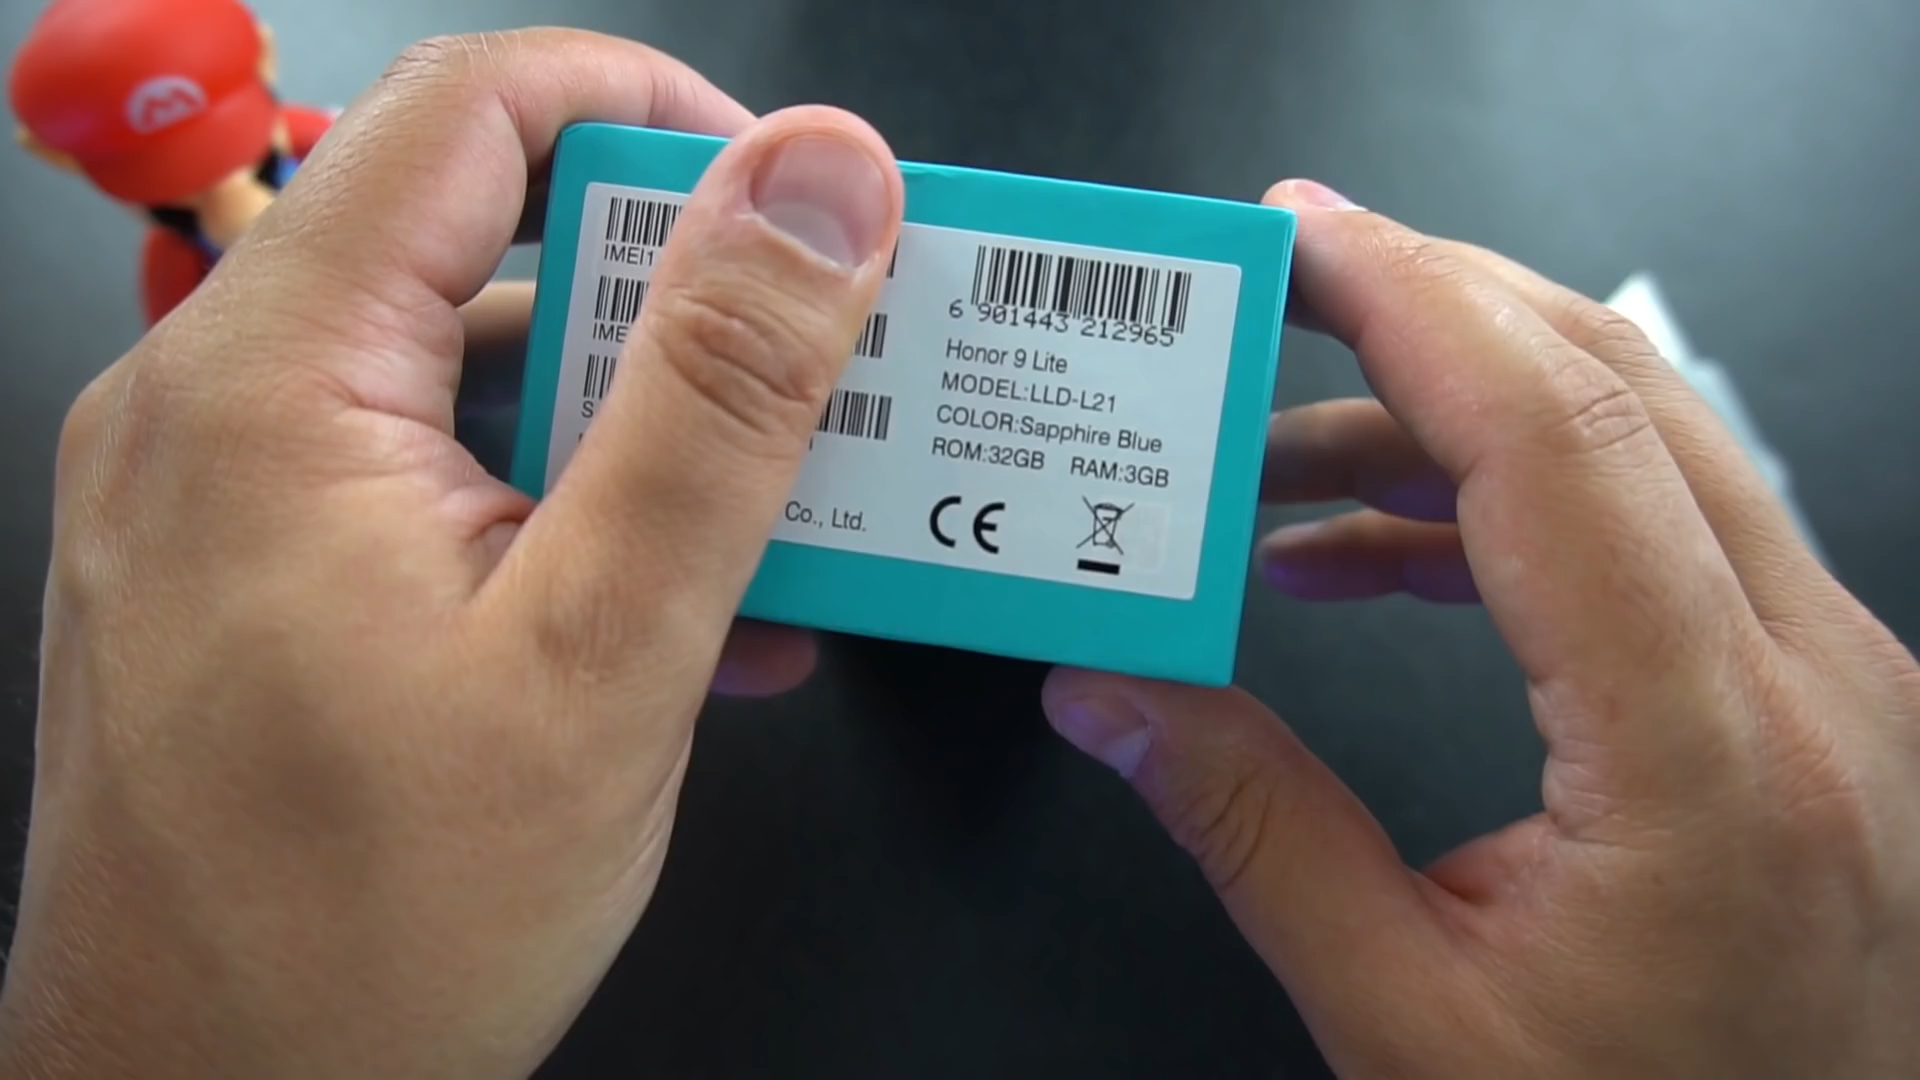 M
IMEI1
6 901443 212965
Honor 9 Lite
MODEL:LLD-L21
COLOR:Sapphire Blue
ROM:32GB RAM:3GB
Co., Ltd.
CE